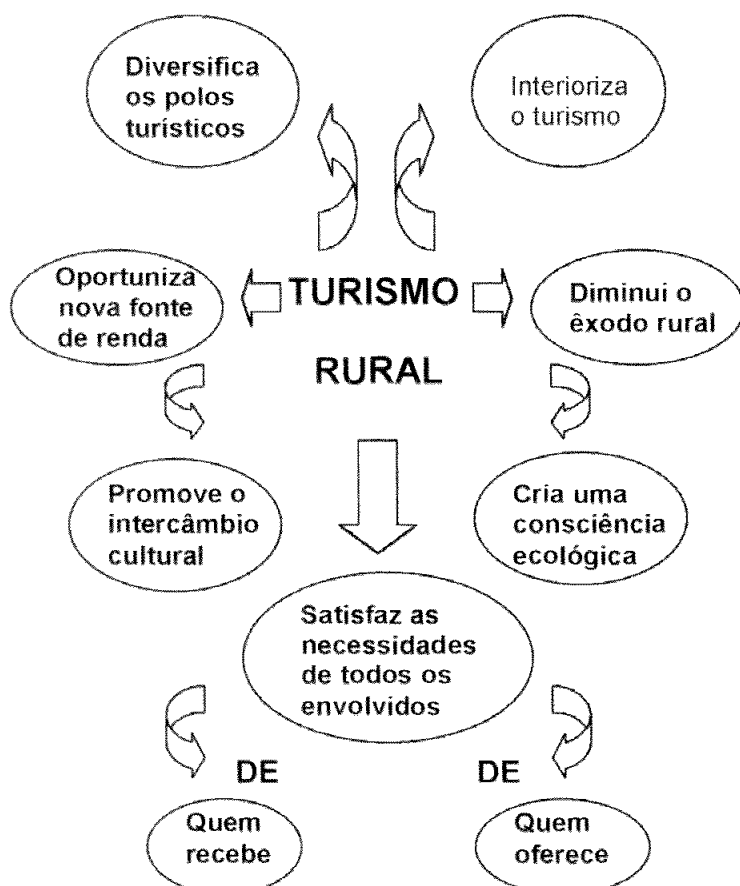 Diversifica
os polos
turísticos
Interioriza
o turismo
Oportuniza
nova fonte
de renda
TURISMO
RURAL
Diminui o
êxodo rural
Promove o
intercâmbio
cultural
Cria uma
consciência
ecológica
Satisfaz as
necessidades
de todos os
envolvidos
DE
DE
Quem
recebe
Quem
oferece